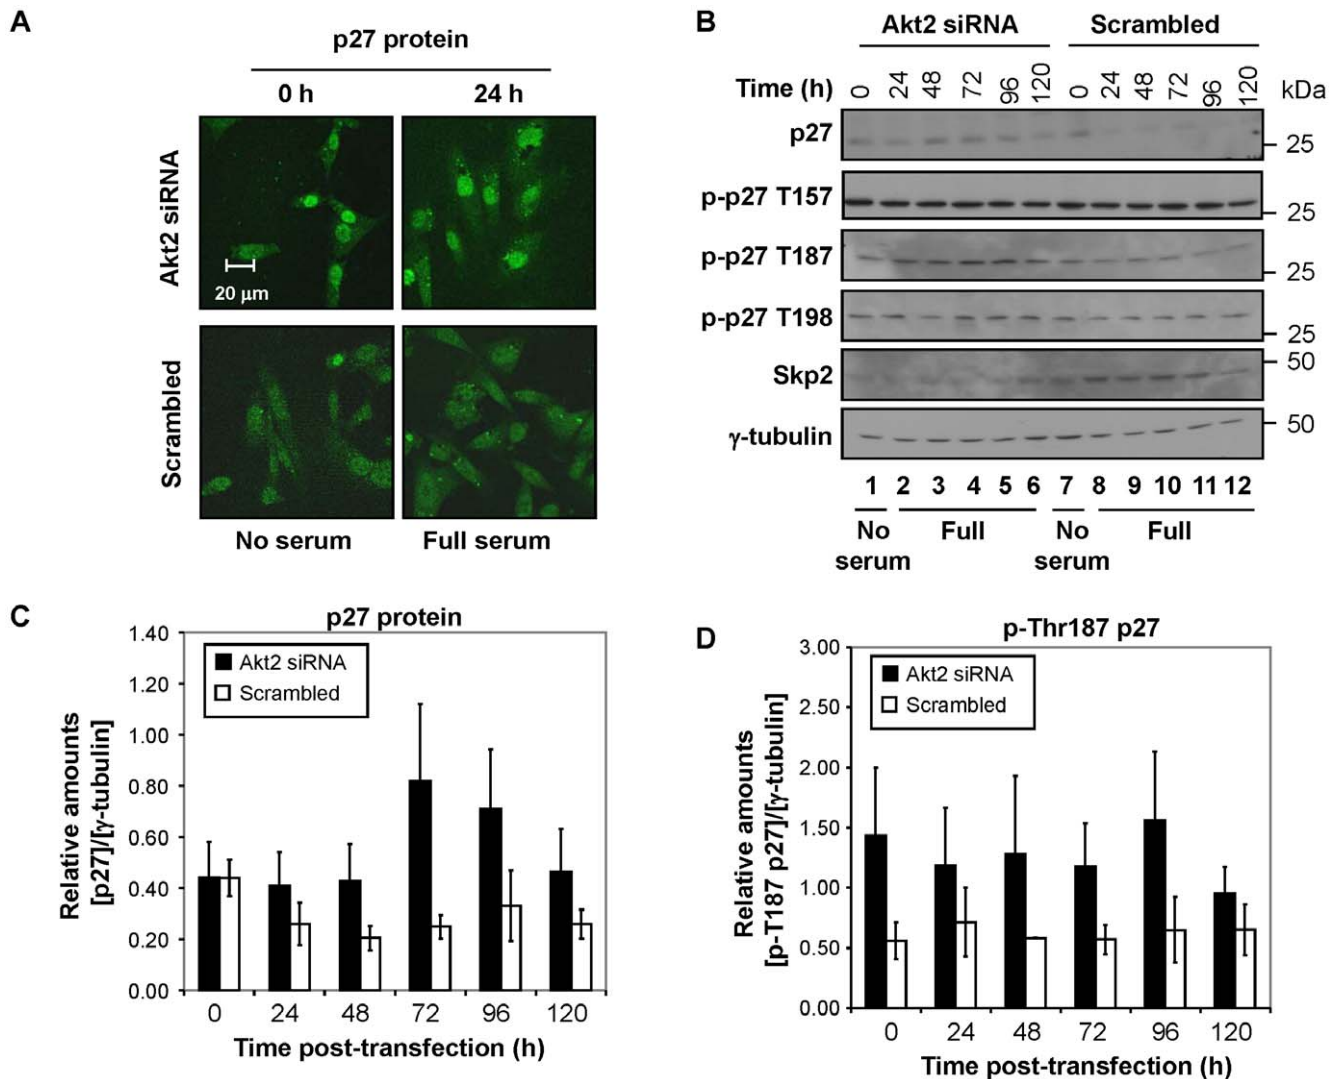 A
p27 protein
0 h
24 h
Akt2 siRNA
20 µm
Scrambled
No serum
Full serum
B
Akt2 siRNA
Scrambled
Time (h)
0 24 48 72 96 120 0 24 48 72 96 120
kDa
p27
25
p-p27 T157
25
p-p27 T187
25
p-p27 T198
25
Skp2
50
γ-tubulin
50
1 2 3 4 5 6 7 8 9 10 11 12
No serum
Full
No serum
Full
C
p27 protein
Relative amounts
[p27]/[γ-tubulin]
1.40
1.20
1.00
0.80
0.60
0.40
0.20
0.00
Akt2 siRNA
Scrambled
0 24 48 72 96 120
Time post-transfection (h)
D
p-Thr187 p27
Relative amounts
[p-T187 p27]/[γ-tubulin]
3.00
2.50
2.00
1.50
1.00
0.50
0.00
Akt2 siRNA
Scrambled
0 24 48 72 96 120
Time post-transfection (h)